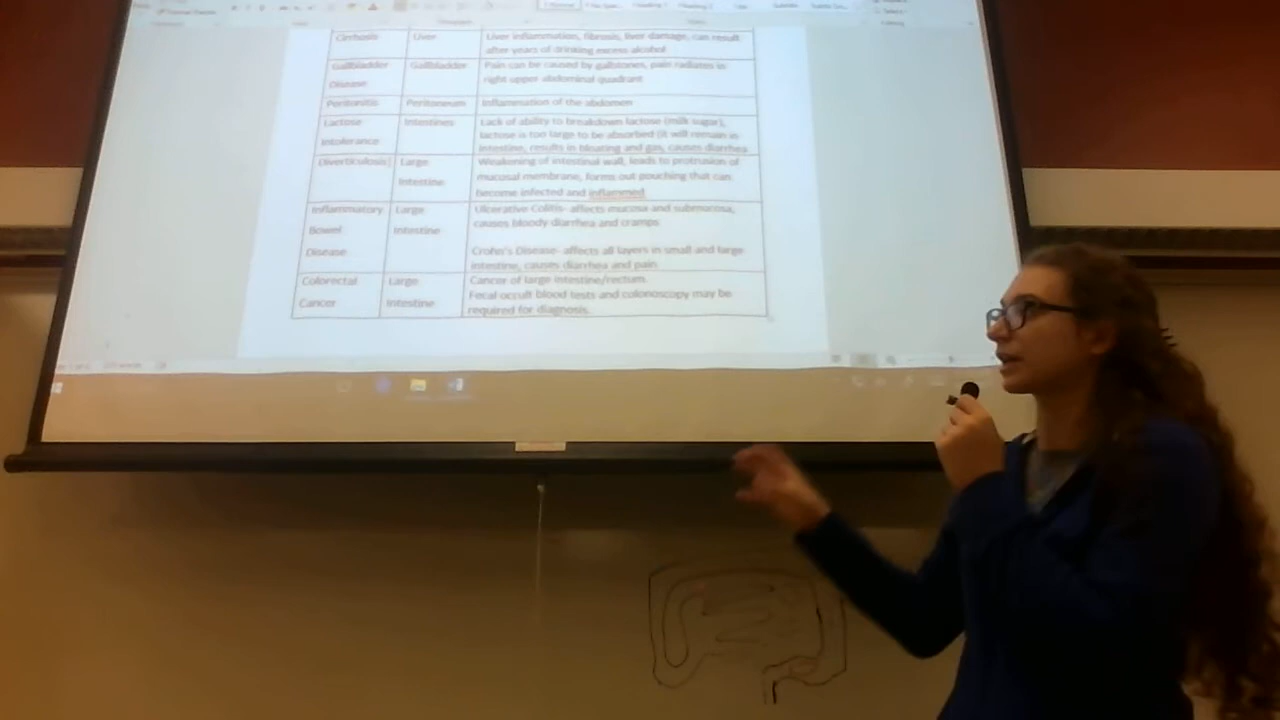 Cirrhosis Liver Liver inflammation, fibrosis, liver damage, can result
after years of drinking excess alcohol
Gallbladder Gallbladder Pain can be caused by gallstones, pain radiates in
Disease right upper abdominal quadrant
Peritonitis Peritoneum Inflammation of the abdomen
Lactose Intestines Lack of ability to breakdown lactose (milk sugar),
Intolerance lactose is too large to be absorbed (it will remain in
intestine, results in bloating and gas, causes diarrhea
Diverticulosis Large Weakening of intestinal wall, leads to protrusion of
Intestine mucosal membrane, forms out pouching that can
become infected and inflammed
Inflammatory Large Ulcerative Colitis- affects mucosa and submucosa,
Bowel Intestine causes bloody diarrhea and cramps
Disease Crohn's Disease- affects all layers in small and large
intestine, causes diarrhea and pain
Colorectal Large Cancer of large intestine/rectum.
Cancer Intestine Fecal occult blood tests and colonoscopy may be
required for diagnosis.